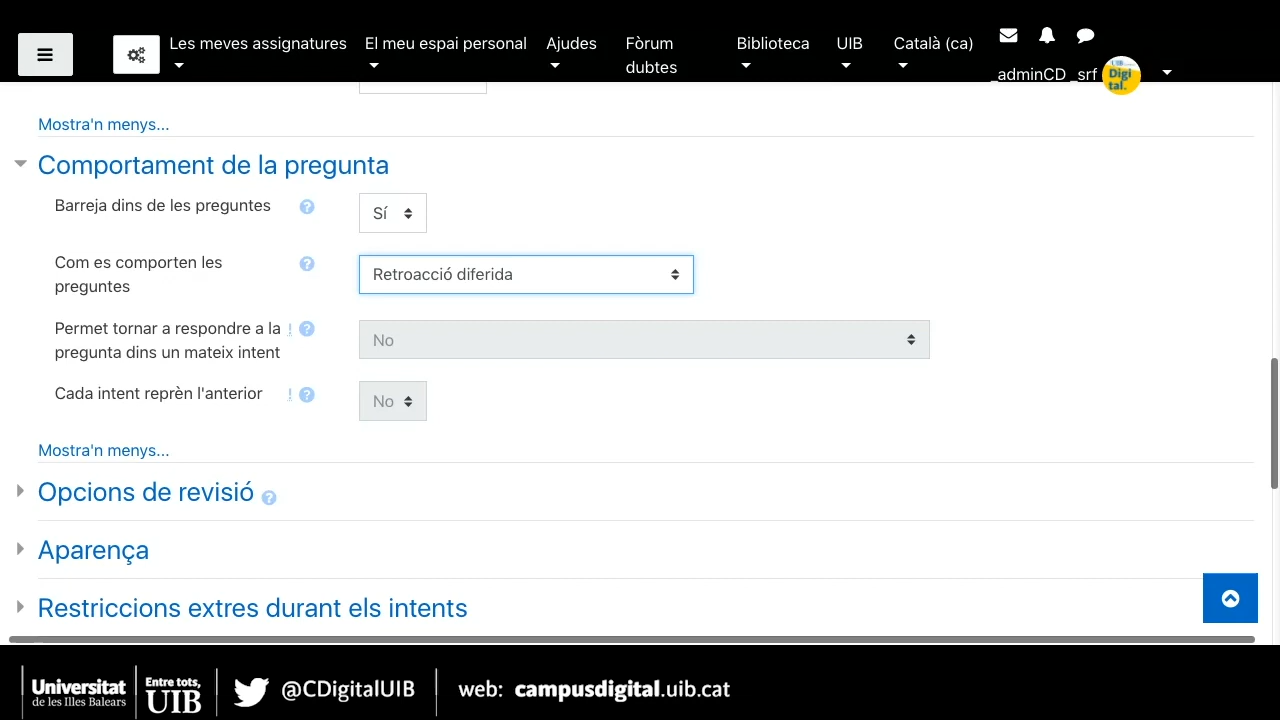 Les meves assignatures
El meu espai personal
Ajudes
Fòrum
dubtes
Biblioteca
UIB
Català (ca)
_adminCD _srf
Digi
tal.
Mostra'n menys...
Comportament de la pregunta
Barreja dins de les preguntes
Sí
Com es comporten les
preguntes
Retroacció diferida
Permet tornar a respondre a la
pregunta dins un mateix intent
!
No
Cada intent reprèn l'anterior
!
No
Mostra'n menys...
Opcions de revisió
Aparença
Restriccions extres durant els intents
Universitat
de les Illes Balears
Entre tots,
UIB
@CDigitalUIB
web: campusdigital.uib.cat